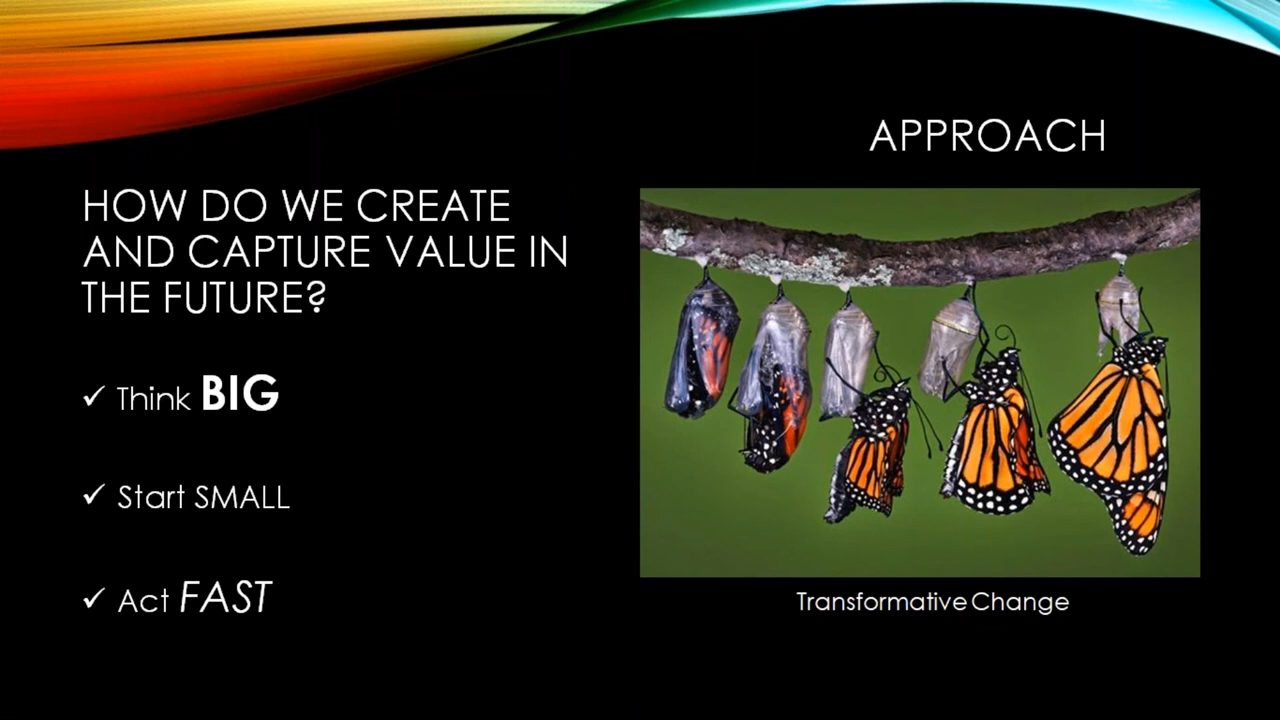 APPROACH
HOW DO WE CREATE
AND CAPTURE VALUE IN
THE FUTURE?
✓ Think BIG
✓ Start SMALL
✓ Act FAST
Transformative Change